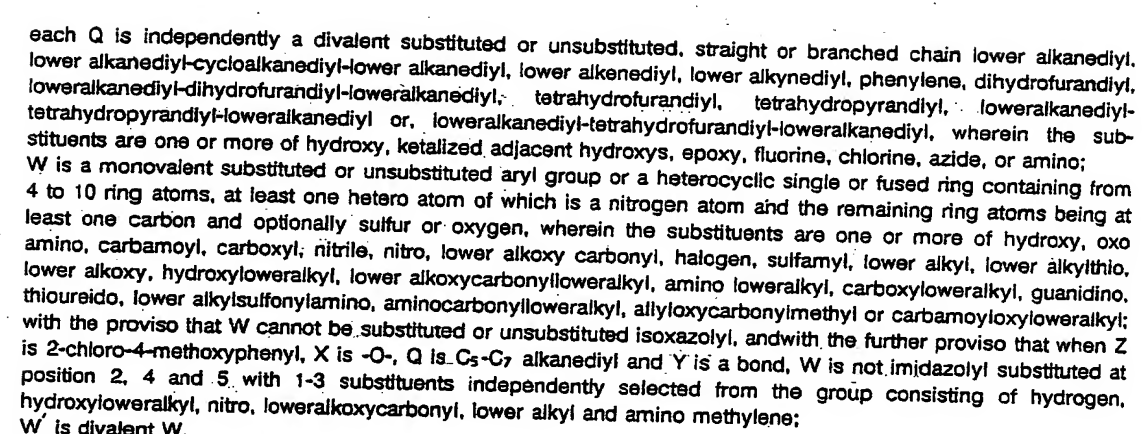 each Q is independently a divalent substituted or unsubstituted, straight or branched chain lower alkanediyl,
lower alkanediyl-cycloalkanediyl-lower alkanediyl, lower alkenediyl, lower alkynediyl, phenylene, dihydrofurandiyl,
loweralkanediyl-dihydrofurandiyl-loweralkanediyl, tetrahydrofurandiyl, tetrahydropyrandiyl, loweralkanediyl-
tetrahydropyrandiyl-loweralkanediyl or, loweralkanediyl-tetrahydrofurandiyl-loweralkanediyl, wherein the sub-
stituents are one or more of hydroxy, ketalized adjacent hydroxys, epoxy, fluorine, chlorine, azide, or amino;
W is a monovalent substituted or unsubstituted aryl group or a heterocyclic single or fused ring containing from
4 to 10 ring atoms, at least one hetero atom of which is a nitrogen atom and the remaining ring atoms being at
least one carbon and optionally sulfur or oxygen, wherein the substituents are one or more of hydroxy, oxo
amino, carbamoyl, carboxyl, nitrile, nitro, lower alkoxy carbonyl, halogen, sulfamyl, lower alkyl, lower alkylthio,
lower alkoxy, hydroxyloweralkyl, lower alkoxycarbonylloweralkyl, amino loweralkyl, carboxyloweralkyl, guanidino,
thioureido, lower alkylsulfonylamino, aminocarbonylloweralkyl, allyloxycarbonylmethyl or carbamoyloxyloweralkyl;
with the proviso that W cannot be substituted or unsubstituted isoxazolyl, andwith the further proviso that when Z
is 2-chloro-4-methoxyphenyl, X is -O-, Q is C5-C7 alkanediyl and Y is a bond, W is not imidazolyl substituted at
position 2, 4 and 5 with 1-3 substituents independently selected from the group consisting of hydrogen,
hydroxyloweralkyl, nitro, loweralkoxycarbonyl, lower alkyl and amino methylene;
W' is divalent W.